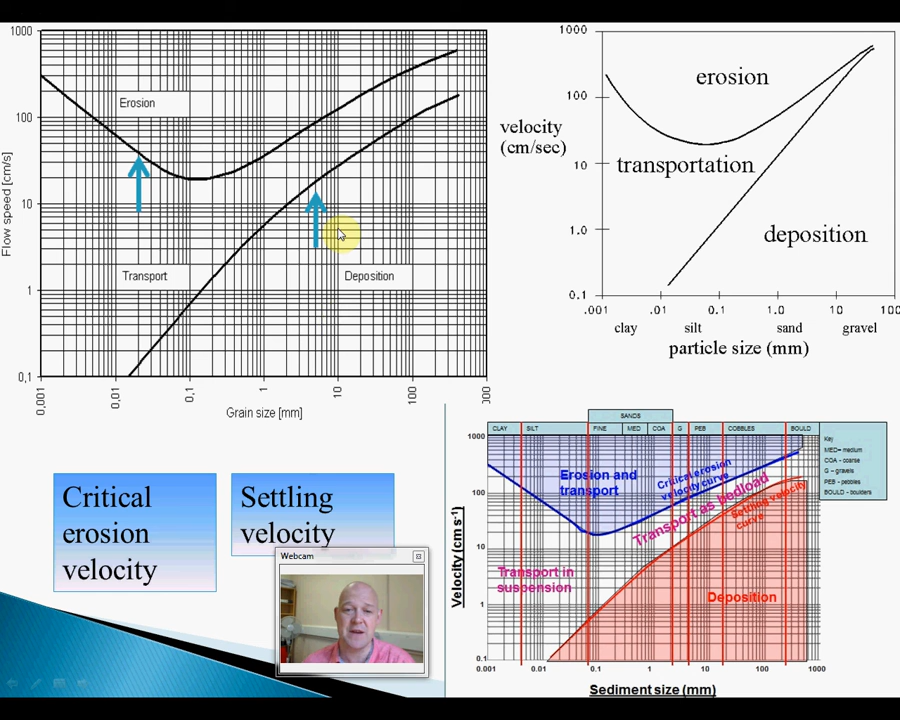 1000
100
10
1
0,1
Flow speed [cm/s]
Erosion
Transport
Deposition
0,001
0,01
0,1
1
10
100
Grain size [mm]
1000
100
10
1.0
0.1
velocity
(cm/sec)
erosion
transportation
deposition
.001
.01
0.1
1.0
10
100
clay
silt
sand
gravel
particle size (mm)
Critical
erosion
velocity
Settling
velocity
Webcam
SANDS
CLAY
SILT
FINE
MED
COA
G
PEB
COBBLES
BOULD
Key
MED= medium
COA - coarse
G – gravels
PEB - pebbles
BOULD - boulders
1000
100
10
1
0.1
Velocity (cm s-1)
Erosion and
transport
Critical erosion
velocity curve
Transport as bedload
Settling velocity
curve
Transport in
suspension
Deposition
0.001
0.01
0.1
1
10
100
1000
Sediment size (mm)